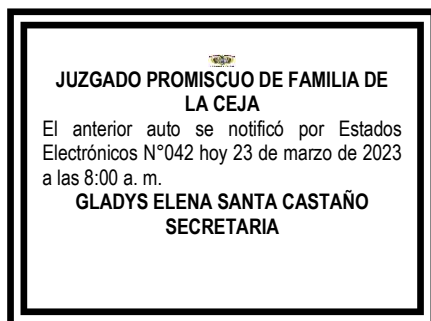 JUZGADO PROMISCUO DE FAMILIA DE
LA CEJA
El anterior auto se notificó por Estados
Electrónicos N°042 hoy 23 de marzo de 2023
a las 8:00 a. m.
GLADYS ELENA SANTA CASTAÑO
SECRETARIA